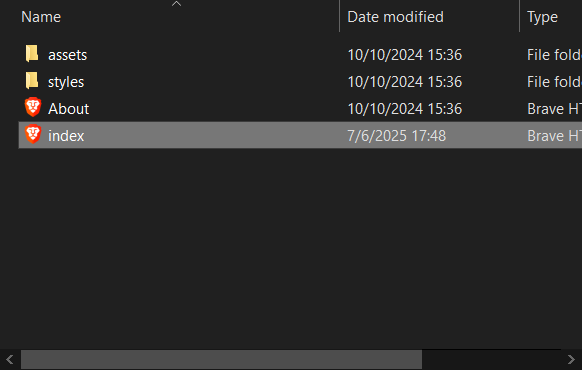 Name Date modified Type
assets 10/10/2024 15:36 File fold
styles 10/10/2024 15:36 File fold
About 10/10/2024 15:36 Brave HT
index 7/6/2025 17:48 Brave HT